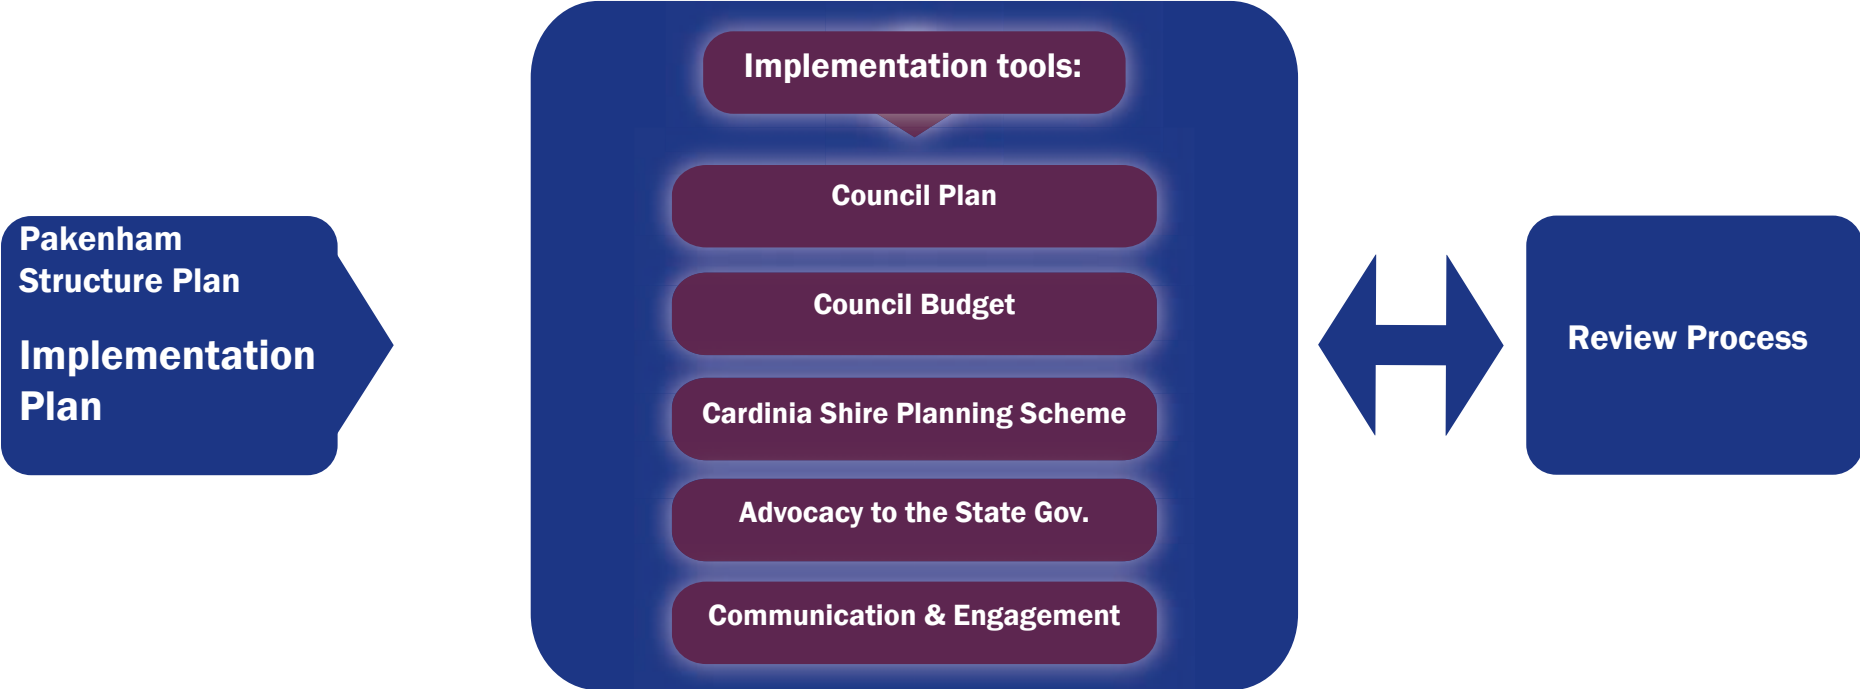 Pakenham
Structure Plan
Implementation
Plan
Implementation tools:
Council Plan
Council Budget
Cardinia Shire Planning Scheme
Advocacy to the State Gov.
Communication & Engagement
Review Process